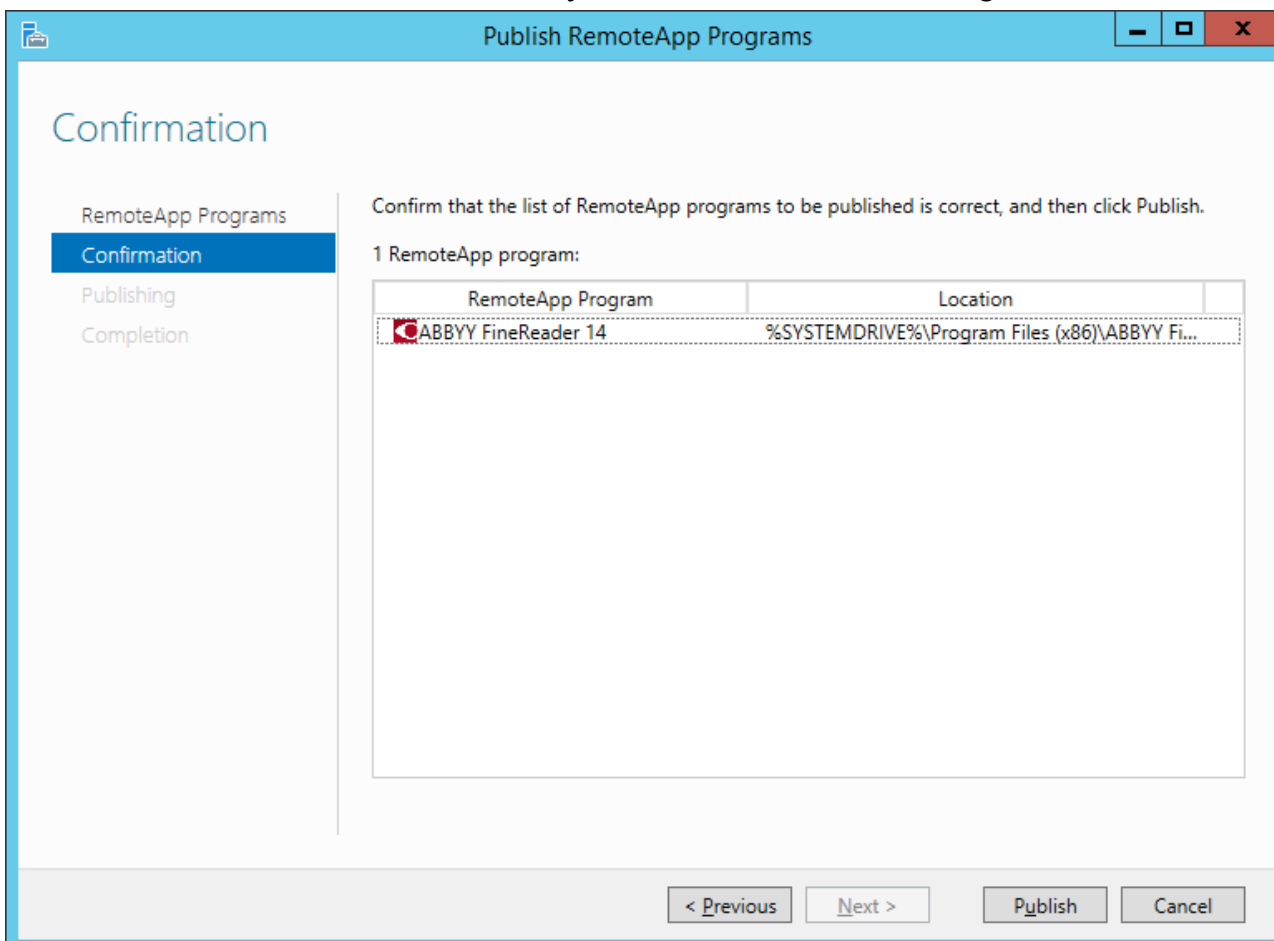 Publish RemoteApp Programs
Confirmation
RemoteApp Programs
Confirmation
Publishing
Completion
Confirm that the list of RemoteApp programs to be published is correct, and then click Publish.
1 RemoteApp program:
RemoteApp Program Location
ABBYY FineReader 14 %SYSTEMDRIVE%\Program Files (x86)\ABBYY Fi...
< Previous Next > Publish Cancel